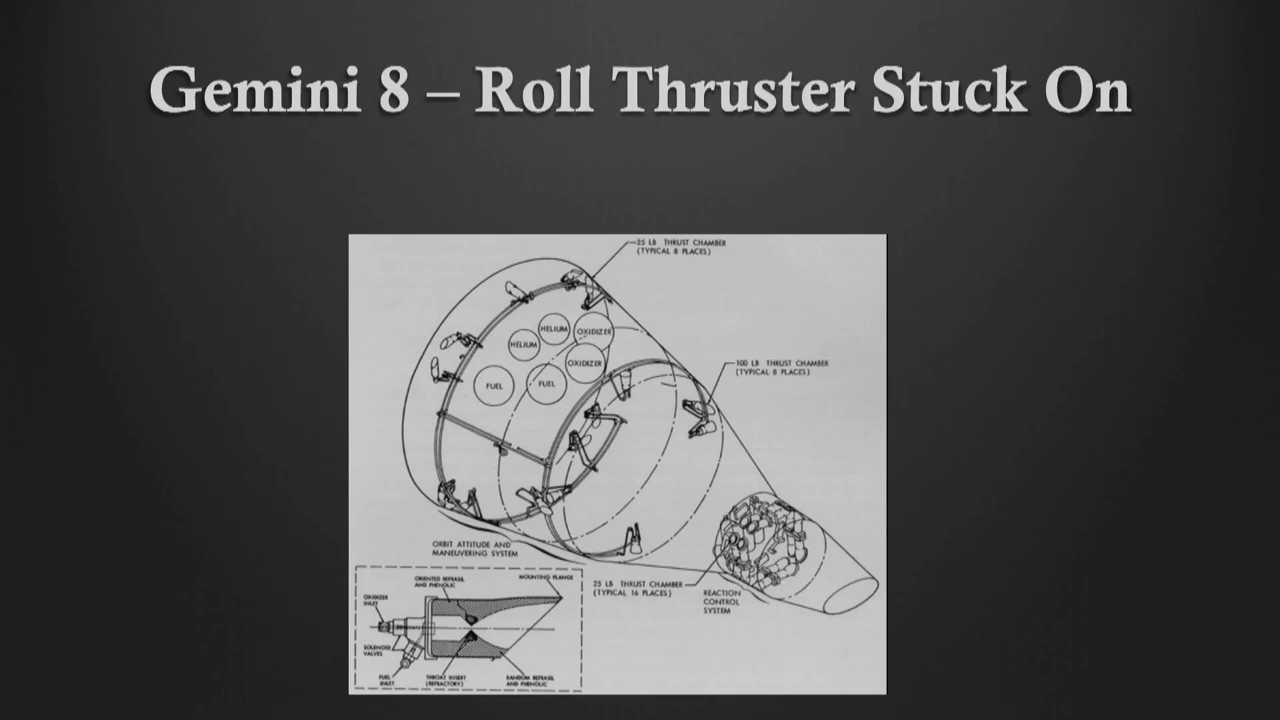 Gemini 8 – Roll Thruster Stuck On
25 LB THRUST CHAMBER
(TYPICAL 8 PLACES)
HELIUM
OXIDIZER
HELIUM
OXIDIZER
FUEL
FUEL
100 LB THRUST CHAMBER
(TYPICAL 8 PLACES)
ORBIT ATTITUDE AND
MANEUVERING SYSTEM
25 LB THRUST CHAMBER
(TYPICAL 16 PLACES)
REACTION
CONTROL
SYSTEM
ORIENTED REFRASIL
AND PHENOLIC
MOUNTING FLANGE
OXIDIZER
INLET
SOLENOID
VALVES
FUEL
INLET
THROAT INSERT
(REFRACTORY)
RANDOM REFRASIL
AND PHENOLIC